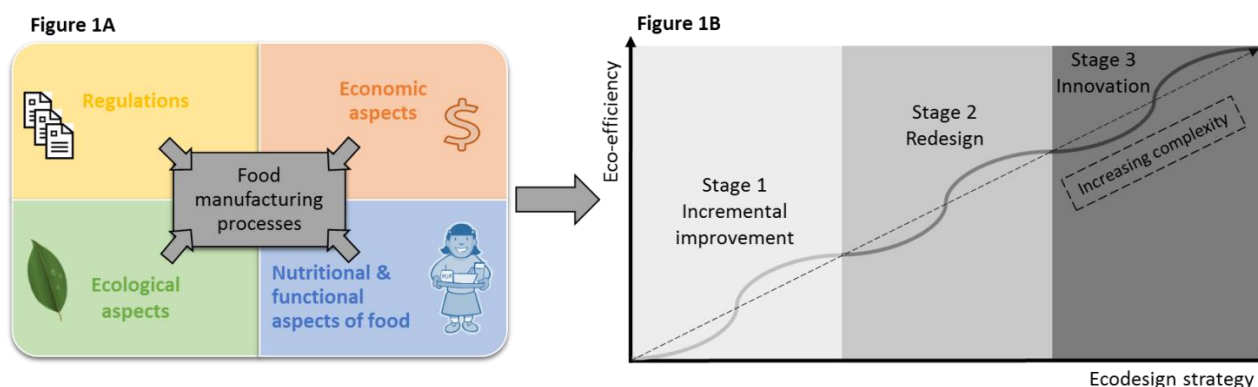 Figure 1A
Regulations
Economic
aspects
$
Food
manufacturing
processes
Ecological
aspects
Nutritional &
functional
aspects of food
Figure 1B
Eco-efficiency
Stage 1
Incremental
improvement
Stage 2
Redesign
Stage 3
Innovation
Increasing complexity
Ecodesign strategy